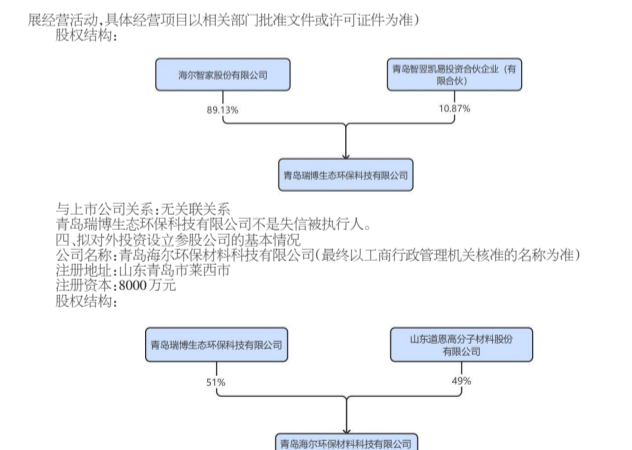 展经营活动,具体经营项目以相关部门批准文件或许可证件为准)
股权结构:
海尔智家股份有限公司
青岛智翌凯易投资合伙企业（有
限合伙）
89.13%
10.87%
青岛瑞博生态环保科技有限公司
与上市公司关系:无关联关系
青岛瑞博生态环保科技有限公司不是失信被执行人。
四、拟对外投资设立参股公司的基本情况
公司名称:青岛海尔环保材料科技有限公司(最终以工商行政管理机关核准的名称为准)
注册地址:山东青岛市莱西市
注册资本:8000万元
股权结构:
青岛瑞博生态环保科技有限公司
山东道恩高分子材料股份
有限公司
51%
49%
青岛海尔环保材料科技有限公司